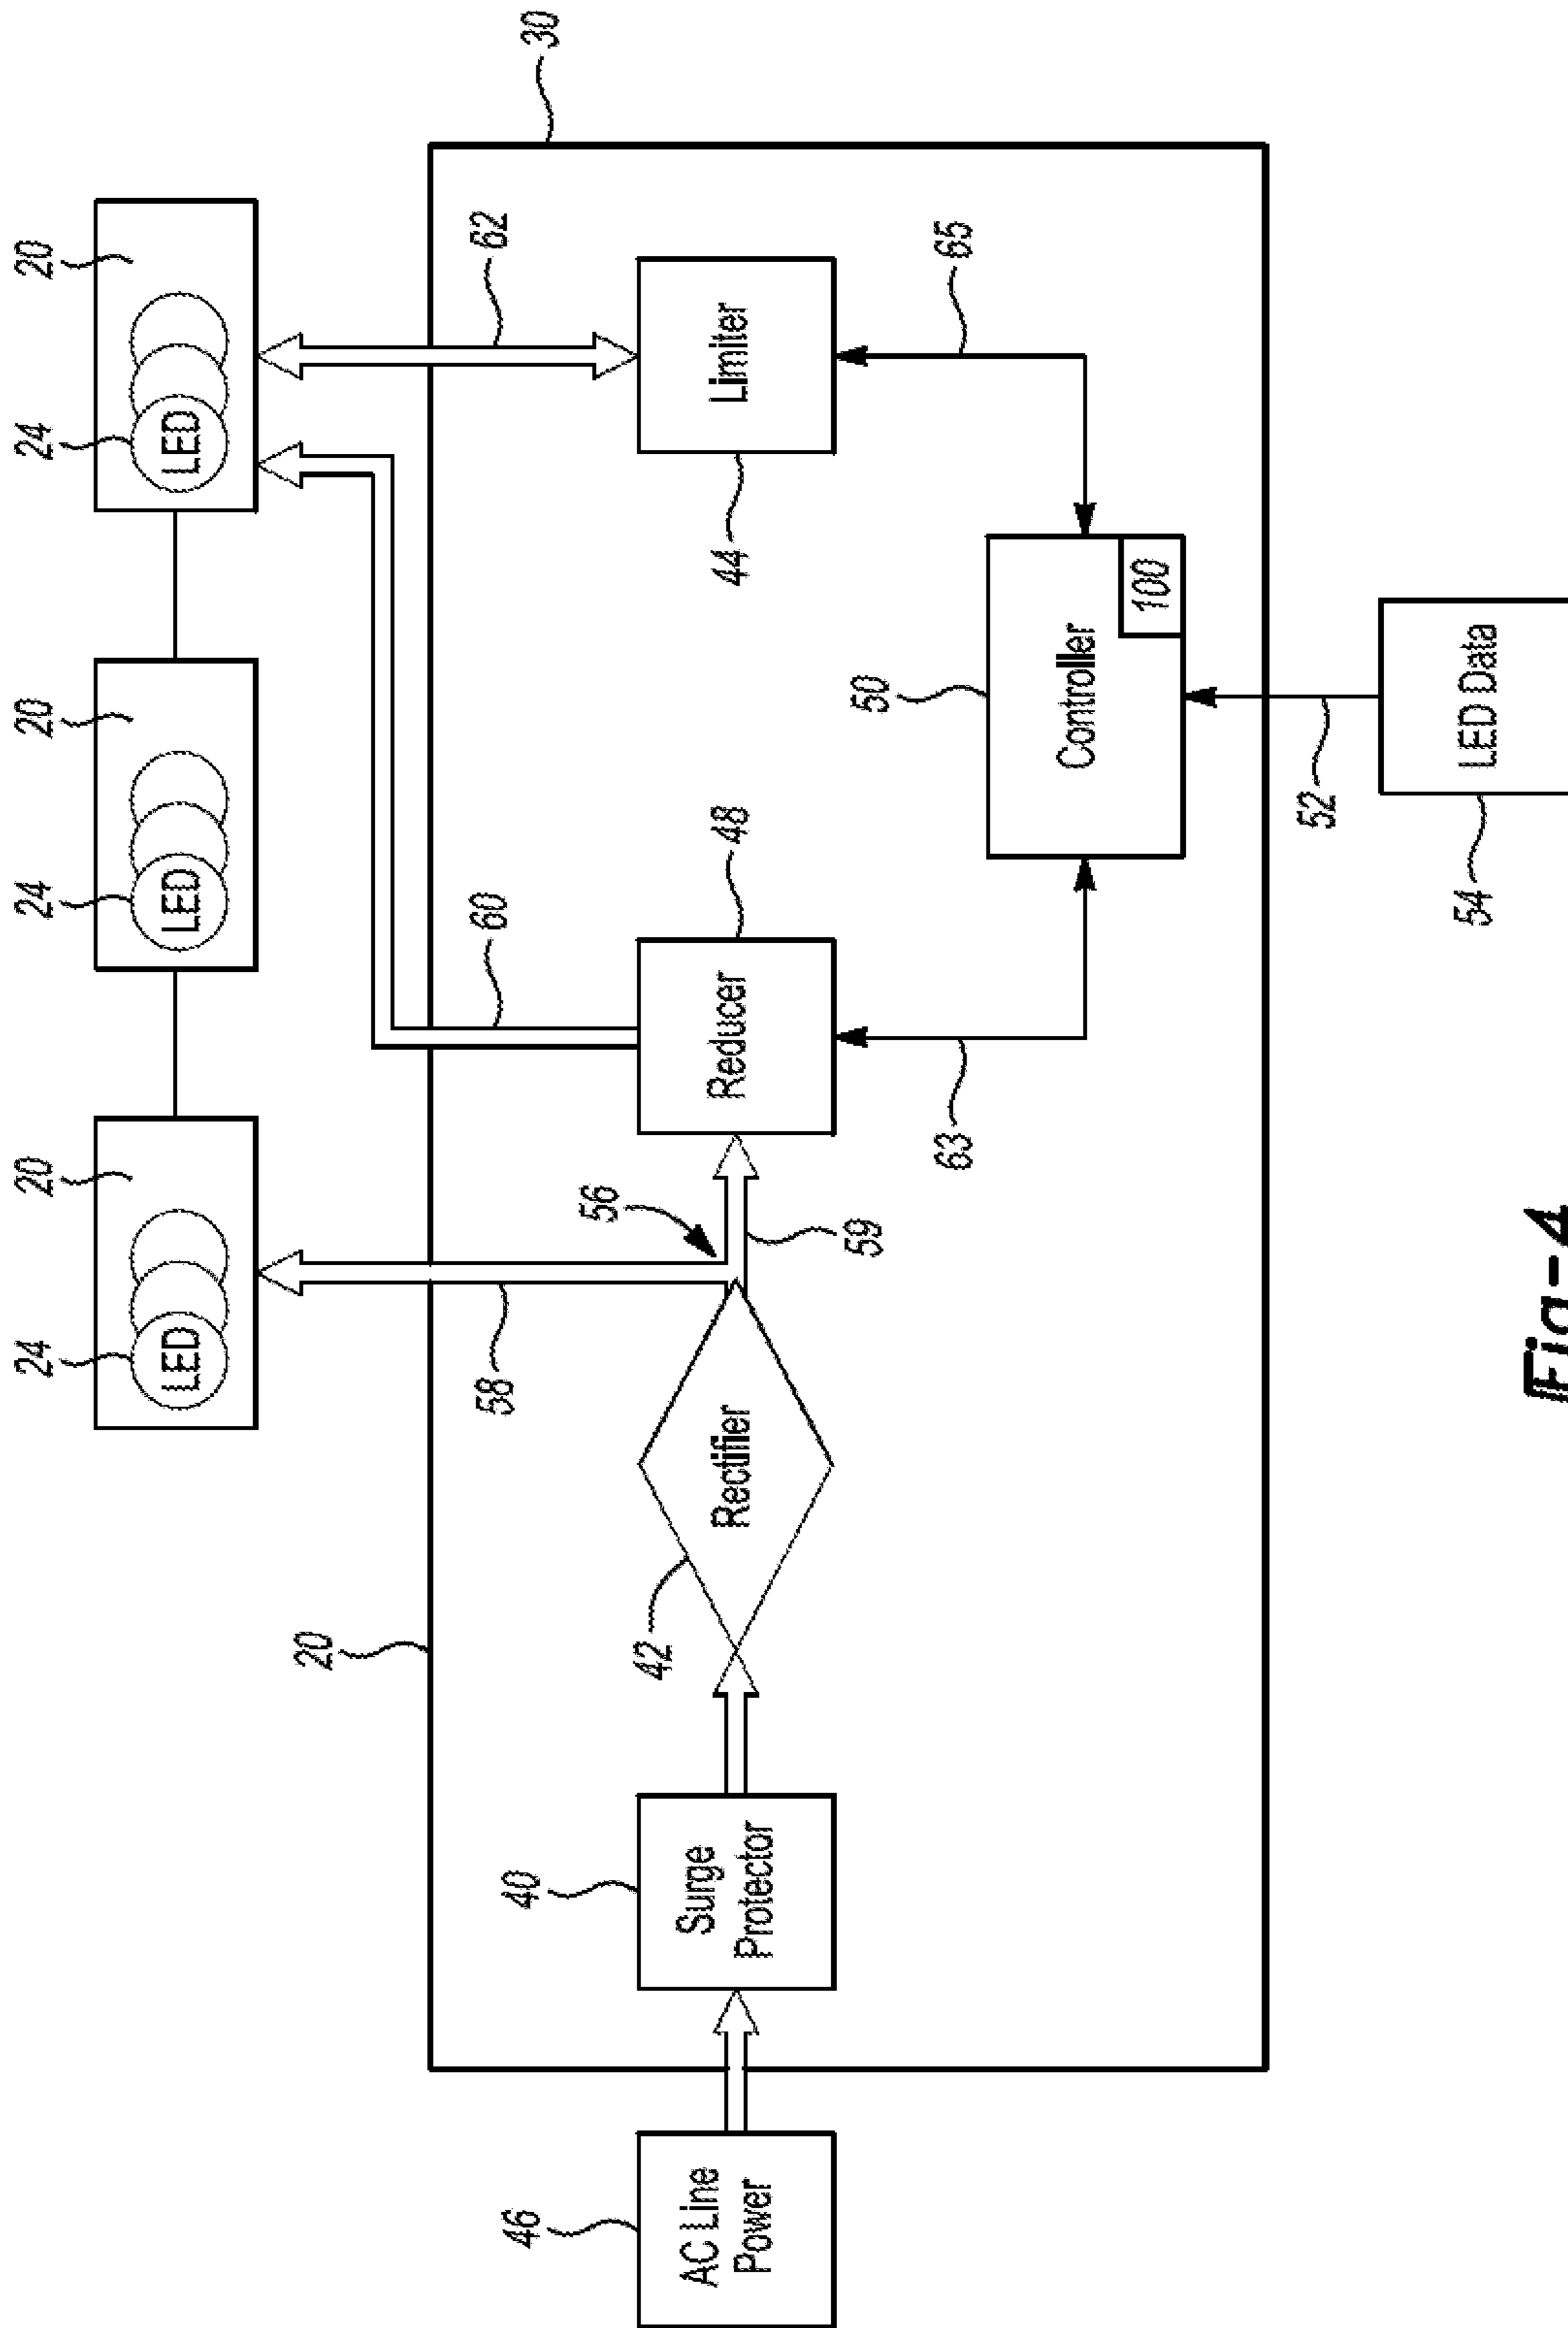 24
20
24
20
24
20
LED
LED
LED
20
58
60
62
46
40
30
56
42
AC Line
Power
Surge
Protector
Rectifier
Reducer
48
44
Limiter
59
63
50
65
Controller
100
52
54
LED Data
Fig-4